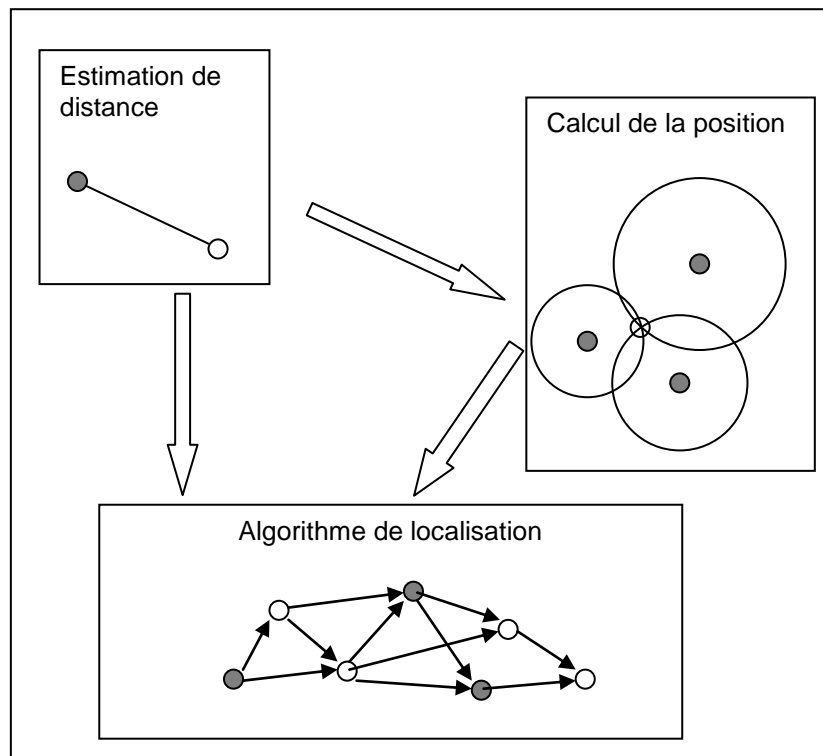 Estimation de
distance
Calcul de la position
Algorithme de localisation